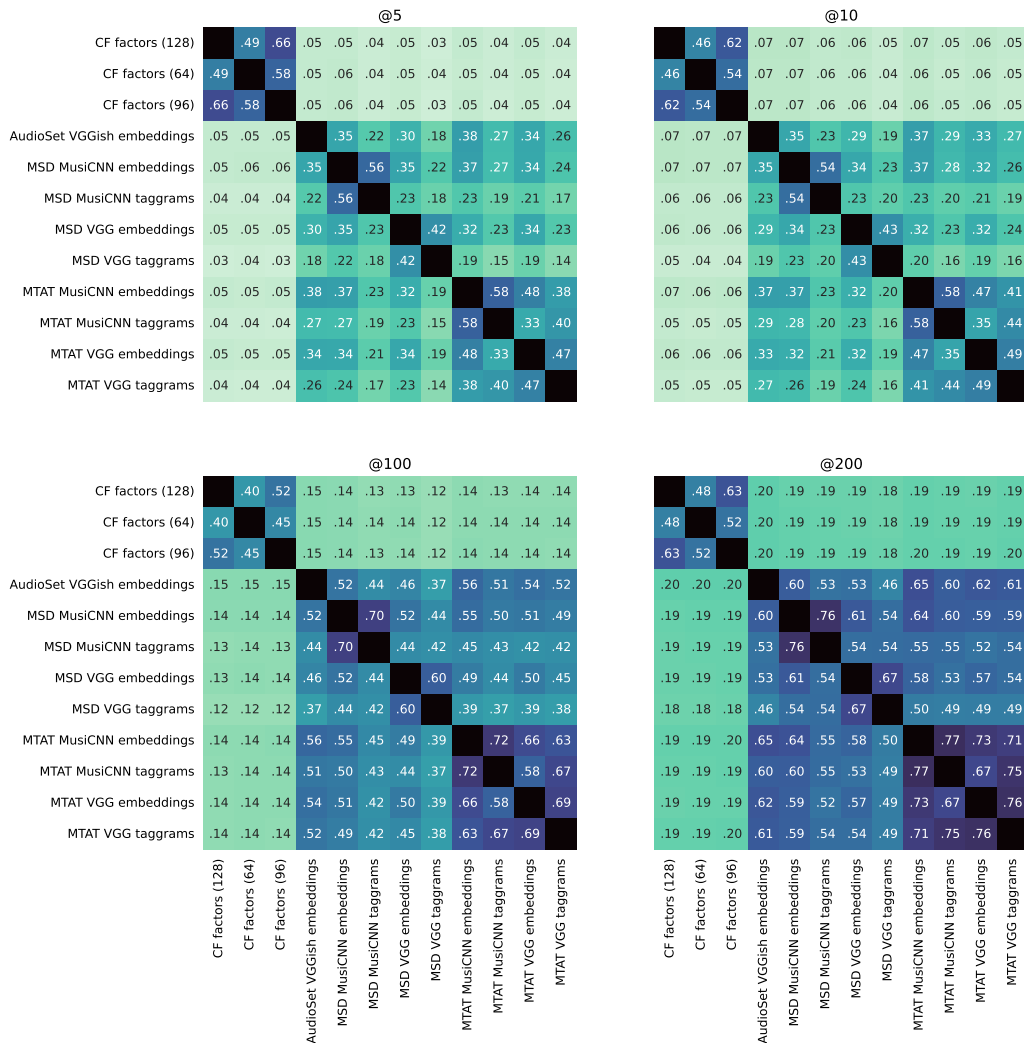 @5
@10
CF factors (128) .49 .66 .05 .05 .04 .05 .03 .05 .04 .05 .04 .46 .62 .07 .07 .06 .06 .05 .07 .05 .06 .05
CF factors (64) .49 .58 .05 .06 .04 .05 .04 .05 .04 .05 .04 .46 .54 .07 .07 .06 .06 .04 .06 .05 .06 .05
CF factors (96) .66 .58 .05 .06 .04 .05 .03 .05 .04 .05 .04 .62 .54 .07 .07 .06 .06 .04 .06 .05 .06 .05
AudioSet VGGish embeddings .05 .05 .05 .35 .22 .30 .18 .38 .27 .34 .26 .07 .07 .07 .35 .23 .29 .19 .37 .29 .33 .27
MSD MusiCNN embeddings .05 .06 .06 .35 .56 .35 .22 .37 .27 .34 .24 .07 .07 .07 .35 .54 .34 .23 .37 .28 .32 .26
MSD MusiCNN taggrams .04 .04 .04 .22 .56 .23 .18 .23 .19 .21 .17 .06 .06 .06 .23 .54 .23 .20 .23 .20 .21 .19
MSD VGG embeddings .05 .05 .05 .30 .35 .23 .42 .32 .23 .34 .23 .06 .06 .06 .29 .34 .23 .43 .32 .23 .32 .24
MSD VGG taggrams .03 .04 .03 .18 .22 .18 .42 .19 .15 .19 .14 .05 .04 .04 .19 .23 .20 .43 .20 .16 .19 .16
MTAT MusiCNN embeddings .05 .05 .05 .38 .37 .23 .32 .19 .58 .48 .38 .07 .06 .06 .37 .37 .23 .32 .20 .58 .47 .41
MTAT MusiCNN taggrams .04 .04 .04 .27 .27 .19 .23 .15 .58 .33 .40 .05 .05 .05 .29 .28 .20 .23 .16 .58 .35 .44
MTAT VGG embeddings .05 .05 .05 .34 .34 .21 .34 .19 .48 .33 .47 .06 .06 .06 .33 .32 .21 .32 .19 .47 .35 .49
MTAT VGG taggrams .04 .04 .04 .26 .24 .17 .23 .14 .38 .40 .47 .05 .05 .05 .27 .26 .19 .24 .16 .41 .44 .49
@100
@200
CF factors (128) .40 .52 .15 .14 .13 .13 .12 .14 .13 .14 .14 .48 .63 .20 .19 .19 .19 .18 .19 .19 .19 .19
CF factors (64) .40 .45 .15 .14 .14 .14 .12 .14 .14 .14 .14 .48 .52 .20 .19 .19 .19 .18 .19 .19 .19 .19
CF factors (96) .52 .45 .15 .14 .13 .14 .12 .14 .14 .14 .14 .63 .52 .20 .19 .19 .19 .18 .20 .19 .19 .20
AudioSet VGGish embeddings .15 .15 .15 .52 .44 .46 .37 .56 .51 .54 .52 .20 .20 .20 .60 .53 .53 .46 .65 .60 .62 .61
MSD MusiCNN embeddings .14 .14 .14 .52 .70 .52 .44 .55 .50 .51 .49 .19 .19 .19 .60 .76 .61 .54 .64 .60 .59 .59
MSD MusiCNN taggrams .13 .14 .13 .44 .70 .44 .42 .45 .43 .42 .42 .19 .19 .19 .53 .76 .54 .54 .55 .55 .52 .54
MSD VGG embeddings .13 .14 .14 .46 .52 .44 .60 .49 .44 .50 .45 .19 .19 .19 .53 .61 .54 .67 .58 .53 .57 .54
MSD VGG taggrams .12 .12 .12 .37 .44 .42 .60 .39 .37 .39 .38 .18 .18 .18 .46 .54 .54 .67 .50 .49 .49 .49
MTAT MusiCNN embeddings .14 .14 .14 .56 .55 .45 .49 .39 .72 .66 .63 .19 .19 .20 .65 .64 .55 .58 .50 .77 .73 .71
MTAT MusiCNN taggrams .13 .14 .14 .51 .50 .43 .44 .37 .72 .58 .67 .19 .19 .19 .60 .60 .55 .53 .49 .77 .67 .75
MTAT VGG embeddings .14 .14 .14 .54 .51 .42 .50 .39 .66 .58 .69 .19 .19 .19 .62 .59 .52 .57 .49 .73 .67 .76
MTAT VGG taggrams .14 .14 .14 .52 .49 .42 .45 .38 .63 .67 .69 .19 .19 .20 .61 .59 .54 .54 .49 .71 .75 .76
CF factors (128)
CF factors (64)
CF factors (96)
AudioSet VGGish embeddings
MSD MusiCNN embeddings
MSD MusiCNN taggrams
MSD VGG embeddings
MSD VGG taggrams
MTAT MusiCNN embeddings
MTAT MusiCNN taggrams
MTAT VGG embeddings
MTAT VGG taggrams
CF factors (128)
CF factors (64)
CF factors (96)
AudioSet VGGish embeddings
MSD MusiCNN embeddings
MSD MusiCNN taggrams
MSD VGG embeddings
MSD VGG taggrams
MTAT MusiCNN embeddings
MTAT MusiCNN taggrams
MTAT VGG embeddings
MTAT VGG taggrams